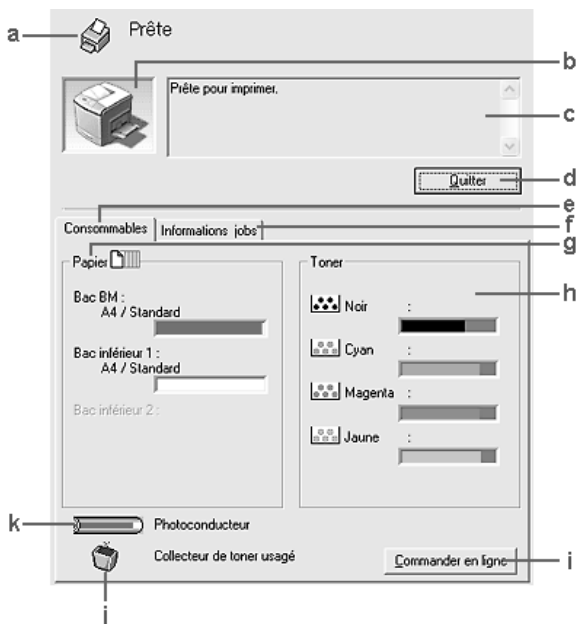 a
Prête
b
Prête pour imprimer.
c
Quitter
d
e
Consommables
Informations jobs
f
Papier
g
Toner
Bac BM :
A4 / Standard
h
Noir :
Bac inférieur 1 :
A4 / Standard
Cyan :
Magenta :
Bac inférieur 2 :
Jaune :
k
Photoconducteur
Collecteur de toner usagé
Commander en ligne
i
j